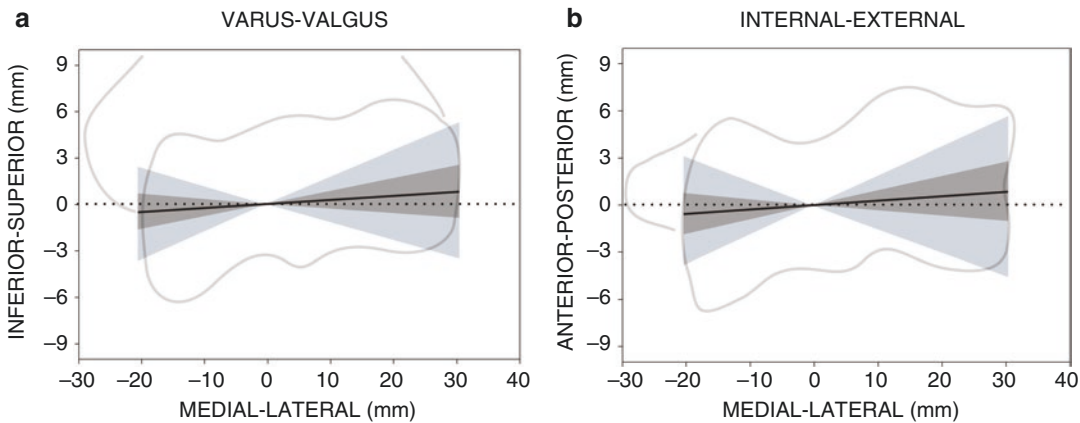 a VARUS-VALGUS
INFERIOR-SUPERIOR (mm)
9
6
3
0
–3
–6
–9
–30 –20 –10 0 10 20 30 40
MEDIAL-LATERAL (mm)
b INTERNAL-EXTERNAL
ANTERIOR-POSTERIOR (mm)
9
6
3
0
–3
–6
–9
–30 –20 –10 0 10 20 30 40
MEDIAL-LATERAL (mm)